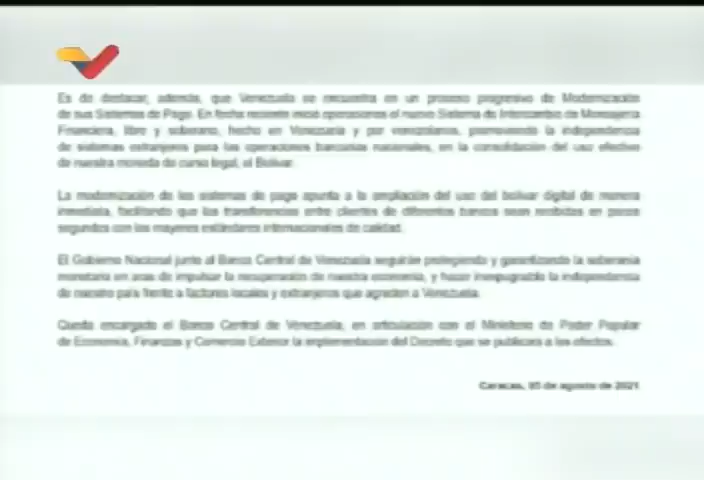 Es de destacar, además, que Venezuela se encuentra en un proceso progresivo de Modernización
de sus Sistemas de Pago. En fecha reciente inició operaciones el nuevo Sistema de Intercambio de Mensajería
Financiera, libre y soberano, hecho en Venezuela y por venezolanos, promoviendo la independencia
de sistemas extranjeros para las operaciones bancarias nacionales, en la consolidación del uso efectivo
de nuestra moneda de curso legal, el Bolívar.
La modernización de los sistemas de pago apunta a la ampliación del uso del bolívar digital de manera
inmediata, facilitando que las transferencias entre clientes de diferentes bancos sean recibidas en pocos
segundos con los mayores estándares internacionales de calidad.
El Gobierno Nacional junto al Banco Central de Venezuela seguirán protegiendo y garantizando la soberanía
monetaria en aras de impulsar la recuperación de nuestra economía, y hacer inexpugnable la independencia
de nuestro país frente a factores locales y extranjeros que agreden a Venezuela.
Queda encargado el Banco Central de Venezuela, en articulación con el Ministerio de Poder Popular
de Economía, Finanzas y Comercio Exterior la implementación del Decreto que se publicará a los efectos.
Caracas, 05 de agosto de 2021